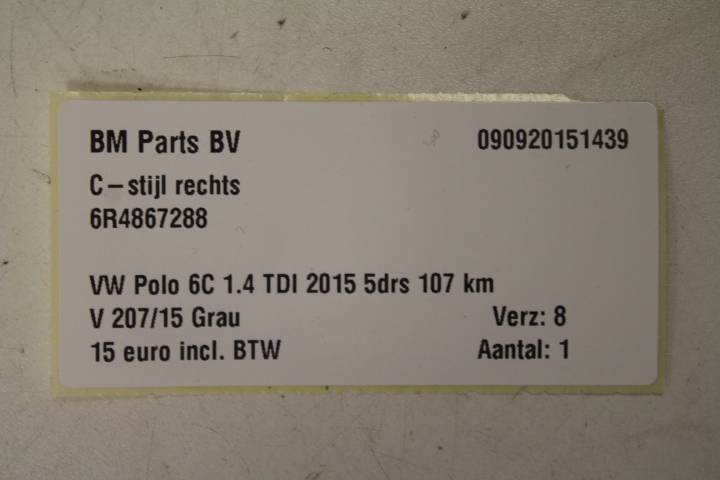 BM Parts BV 090920151439
C-stijl rechts
6R4867288
VW Polo 6C 1.4 TDI 2015 5drs 107 km
V 207/15 Grau Verz: 8
15 euro incl. BTW Aantal: 1